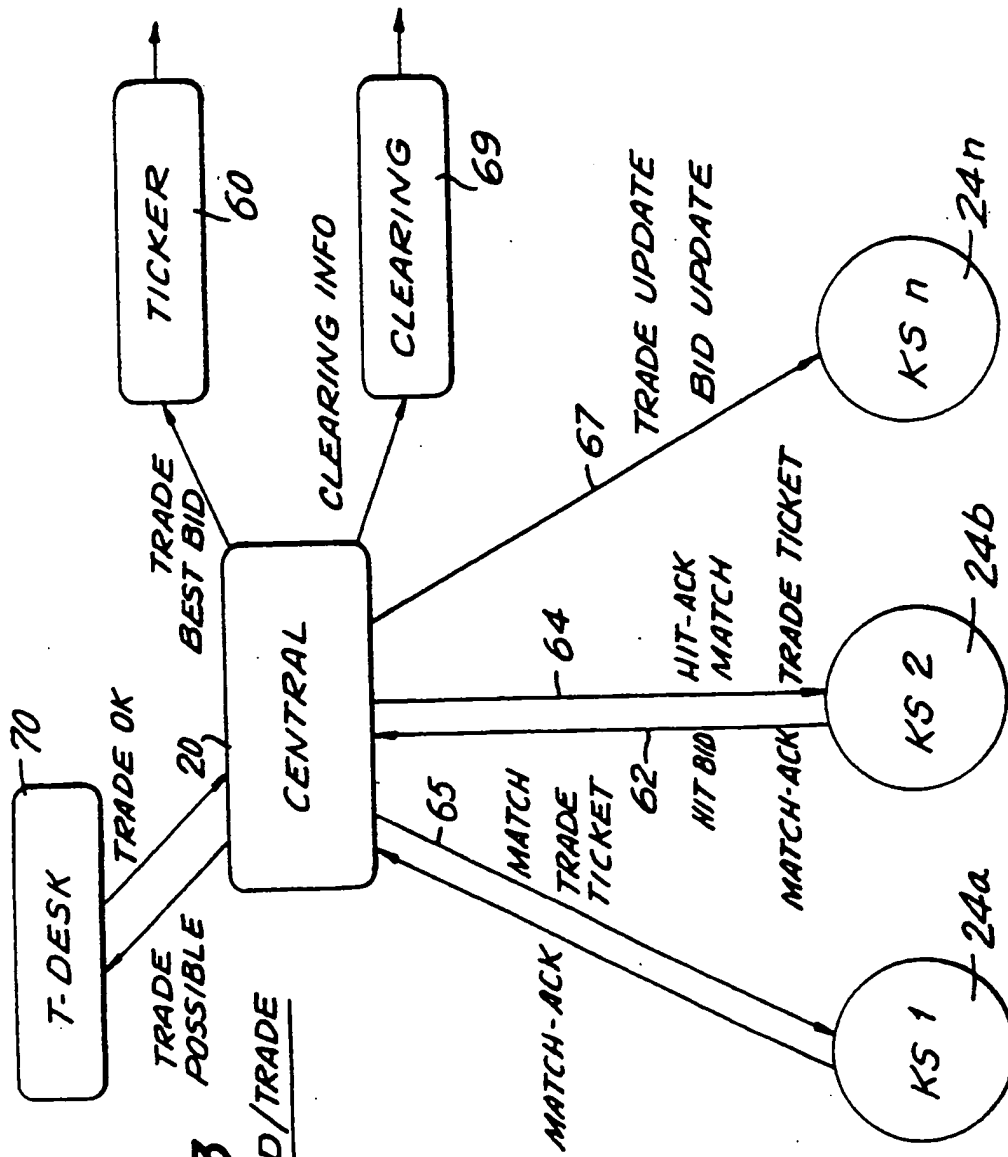 70
T-DESK
TRADE OK
TRADE
POSSIBLE
3
D/TRADE
20
CENTRAL
TRADE
BEST BID
TICKER
60
CLEARING INFO
CLEARING
69
65
MATCH
TRADE
TICKET
MATCH-ACK
64
62
HIT BID
HIT-ACK
MATCH
MATCH-ACK
TRADE TICKET
67
TRADE UPDATE
BID UPDATE
KS 1
24a
KS 2
24b
KS n
24n